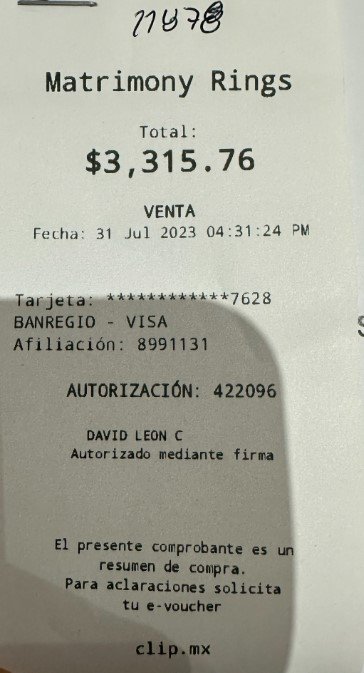 11878
Matrimony Rings
Total:
$3,315.76
VENTA
Fecha: 31 Jul 2023 04:31:24 PM
Tarjeta: ************7628
BANREGIO - VISA
Afiliación: 8991131
AUTORIZACIÓN: 422096
DAVID LEON C
Autorizado mediante firma
El presente comprobante es un
resumen de compra.
Para aclaraciones solicita
tu e-voucher
clip.mx